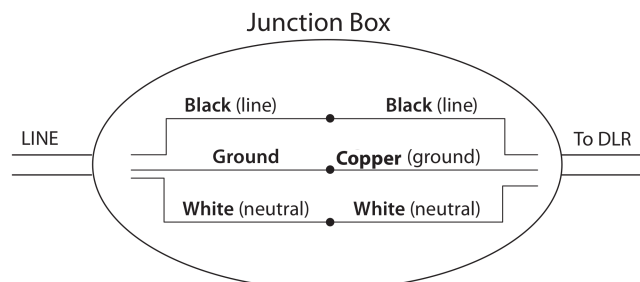 Junction Box
Black (line) Black (line)
LINE To DLR
Ground Copper (ground)
White (neutral) White (neutral)